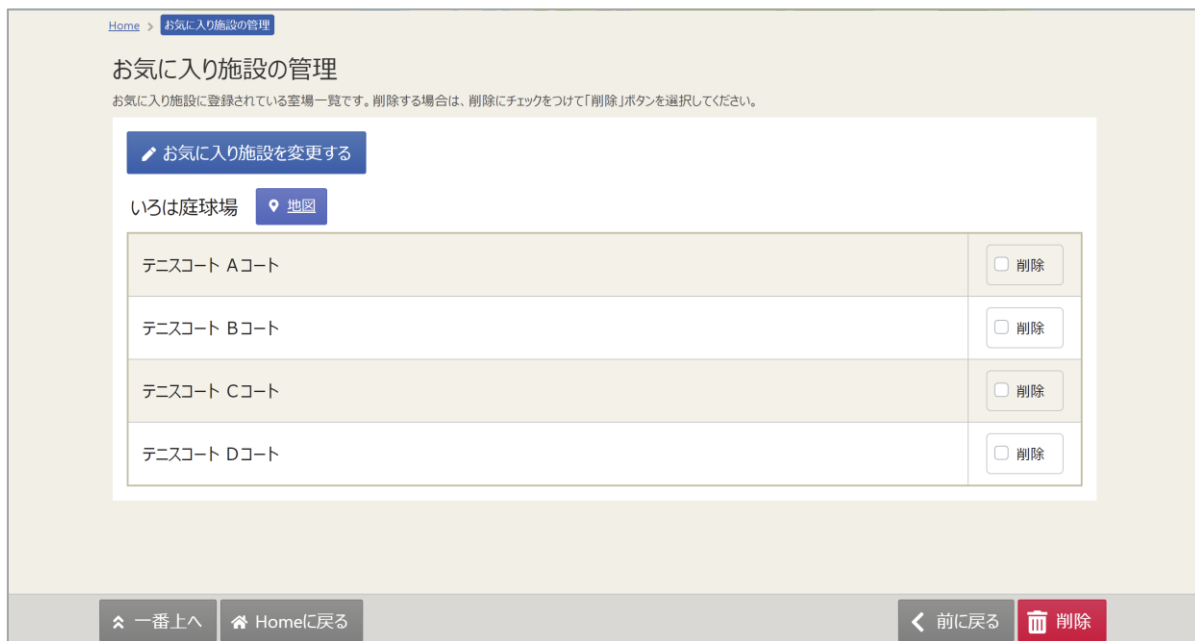 Home > お気に入り施設の管理
お気に入り施設の管理
お気に入り施設に登録されている室場一覧です。削除する場合は、削除にチェックをつけて「削除」ボタンを選択してください。
お気に入り施設を変更する
いろは庭球場 地図
テニスコート Aコート 削除
テニスコート Bコート 削除
テニスコート Cコート 削除
テニスコート Dコート 削除
一番上へ Homeに戻る 前に戻る 削除